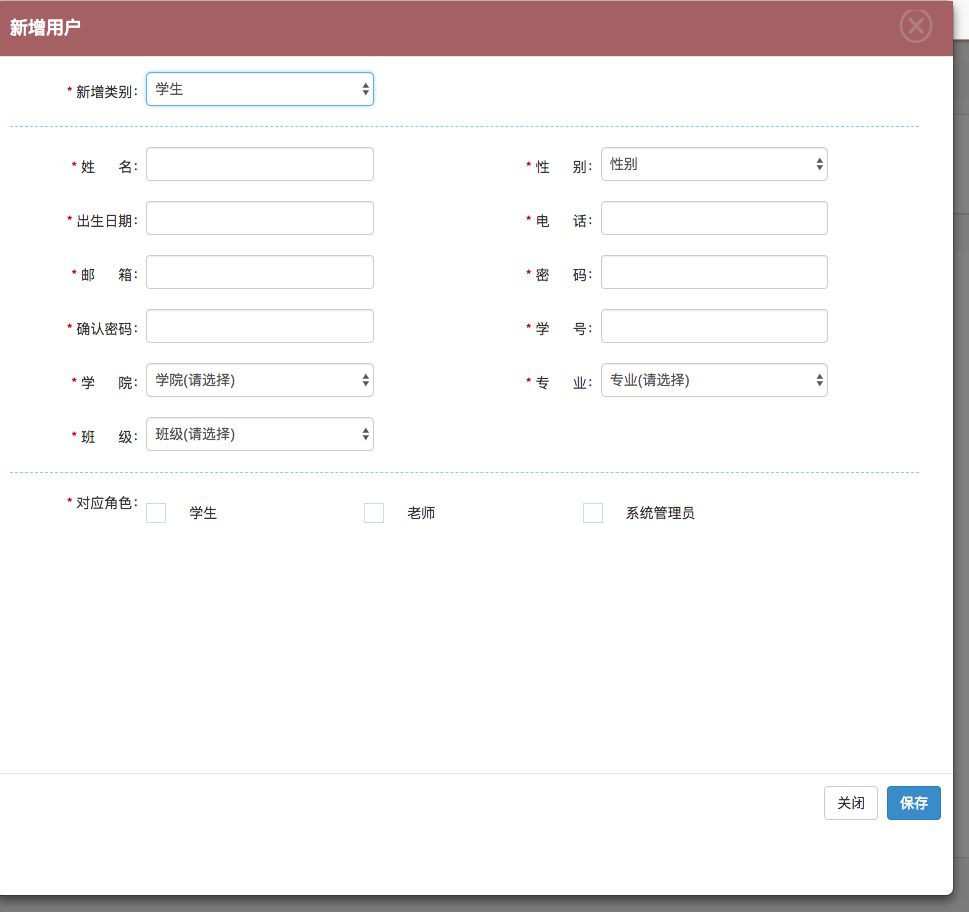 新增用户
* 新增类别: 学生
* 姓 名: * 性 别: 性别
* 出生日期: * 电 话:
* 邮 箱: * 密 码:
* 确认密码: * 学 号:
* 学 院: 学院(请选择) * 专 业: 专业(请选择)
* 班 级: 班级(请选择)
* 对应角色: 学生 老师 系统管理员
关闭 保存